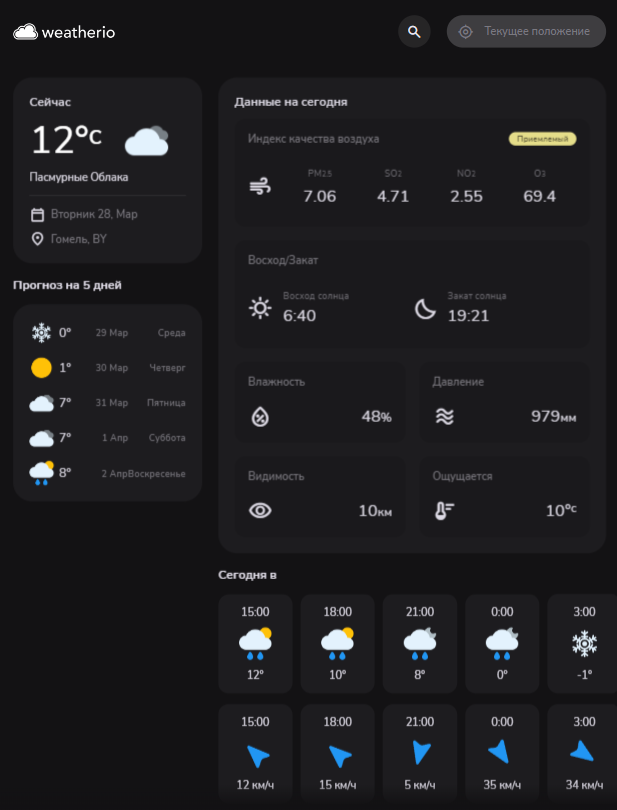 weatherio
Текущее положение
Сейчас
12°c
Пасмурные Облака
Вторник 28, Мар
Гомель, BY
Прогноз на 5 дней
0° 29 Мар Среда
1° 30 Мар Четверг
7° 31 Мар Пятница
7° 1 Апр Суббота
8° 2 Апр Воскресенье
Данные на сегодня
Индекс качества воздуха Приемлемый
PM2.5 SO2 NO2 O3
7.06 4.71 2.55 69.4
Восход/Закат
Восход солнца Закат солнца
6:40 19:21
Влажность Давление
48% 979мм
Видимость Ощущается
10км 10°c
Сегодня в
15:00 18:00 21:00 0:00 3:00
12° 10° 8° 0° -1°
15:00 18:00 21:00 0:00 3:00
12 км/ч 15 км/ч 5 км/ч 35 км/ч 34 км/ч